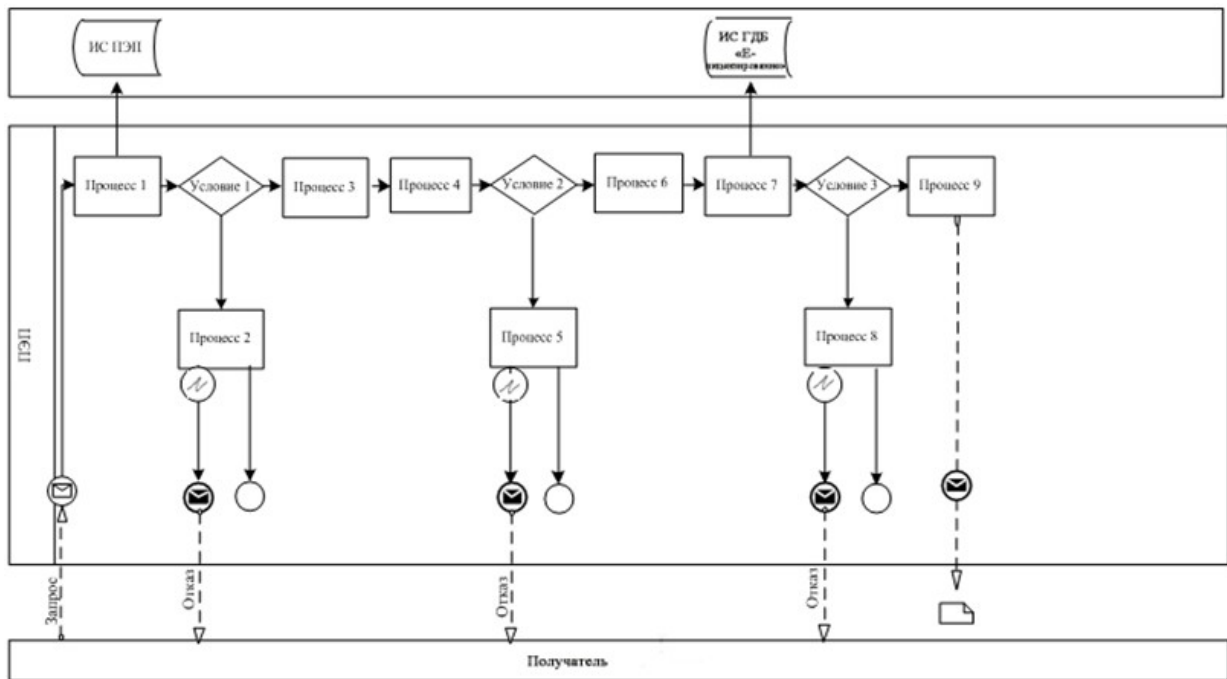 ИС ПЭП
ИС ГДБ
«Е-
лицензирование»
Процесс 1
Условие 1
Процесс 3
Процесс 4
Условие 2
Процесс 6
Процесс 7
Условие 3
Процесс 9
ПЭП
Процесс 2
Процесс 5
Процесс 8
Запрос
Отказ
Отказ
Отказ
Получатель